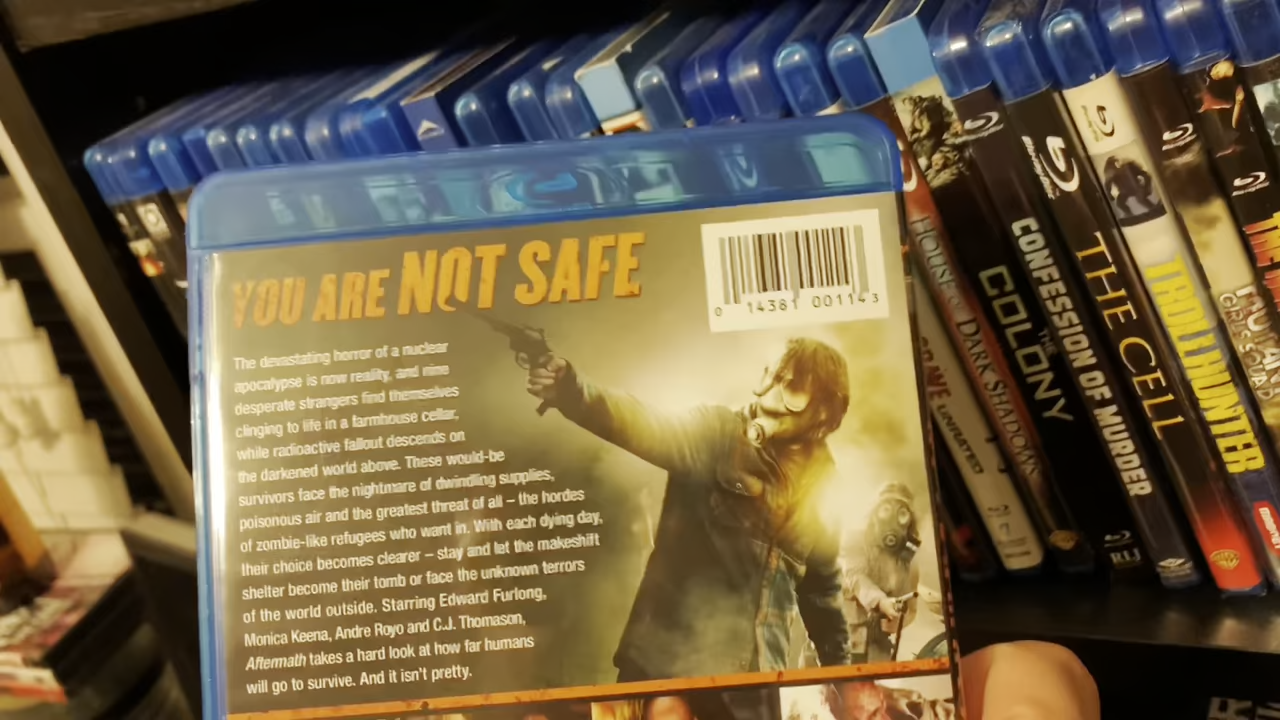 YOU ARE NOT SAFE
0 14381 00114 3
The devastating horror of a nuclear
apocalypse is now reality, and nine
desperate strangers find themselves
clinging to life in a farmhouse cellar,
while radioactive fallout descends on
the darkened world above. These would-be
survivors face the nightmare of dwindling supplies,
poisonous air and the greatest threat of all – the hordes
of zombie-like refugees who want in. With each dying day,
their choice becomes clearer – stay and let the makeshift
shelter become their tomb or face the unknown terrors
of the world outside. Starring Edward Furlong,
Monica Keena, Andre Royo and C.J. Thomason,
Aftermath takes a hard look at how far humans
will go to survive. And it isn't pretty.
GRAVE UNRATED
HOUSE OF DARK SHADOWS
THE COLONY
RLJ
CONFESSION OF MURDER
THE CELL
TROLLHUNTER